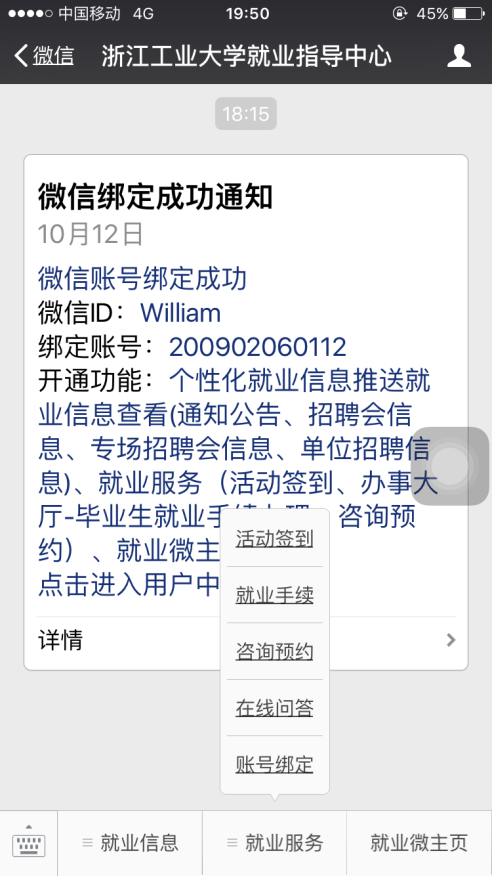 中国移动 4G 19:50 45%
微信 浙江工业大学就业指导中心
18:15
微信绑定成功通知
10月12日
微信账号绑定成功
微信ID：William
绑定账号：200902060112
开通功能：个性化就业信息推送就
业信息查看(通知公告、招聘会信
息、专场招聘会信息、单位招聘信
息)、就业服务（活动签到、办事大
厅-毕业生就业手续办理、咨询预
约）、就业微主
点击进入用户中
详情
活动签到
就业手续
咨询预约
在线问答
账号绑定
就业信息 就业服务 就业微主页